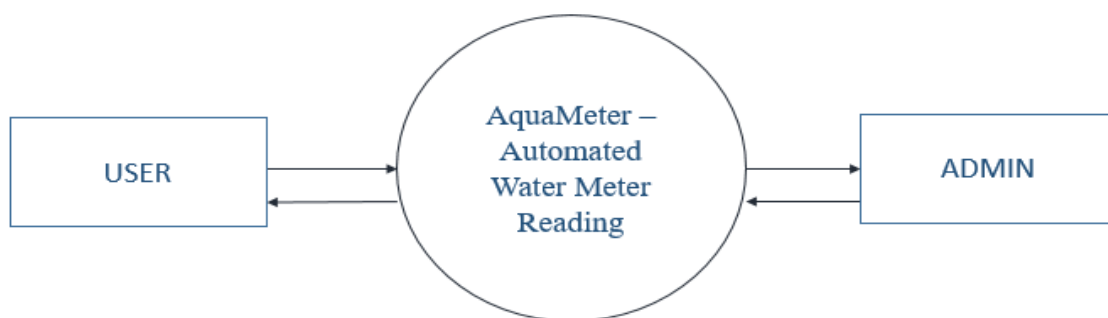 USER
AquaMeter –
Automated
Water Meter
Reading
ADMIN